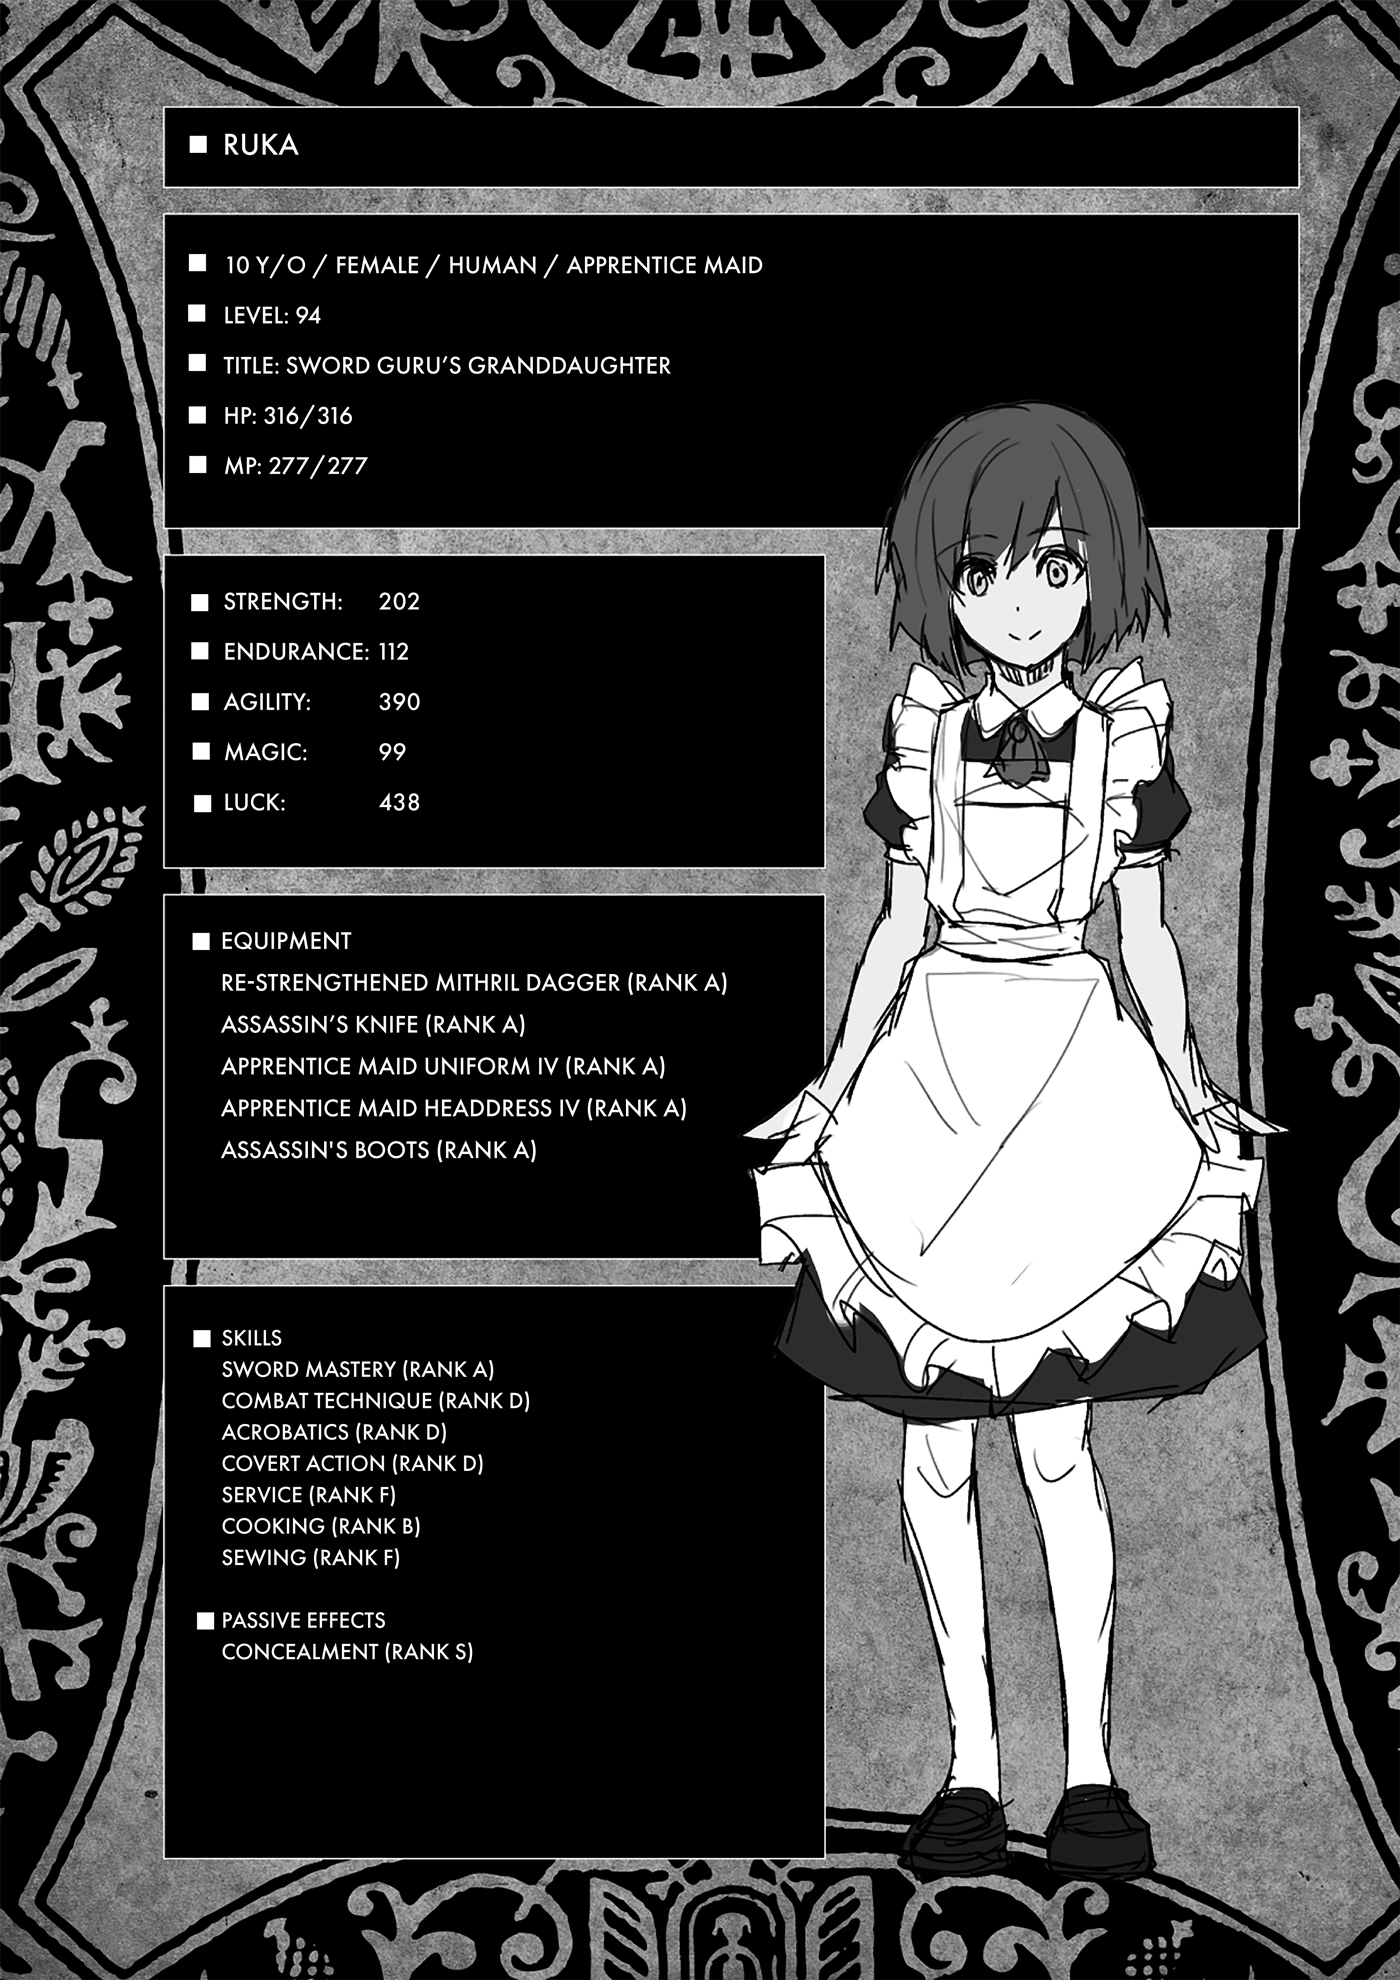 RUKA
10 Y/O / FEMALE / HUMAN / APPRENTICE MAID
LEVEL: 94
TITLE: SWORD GURU’S GRANDDAUGHTER
HP: 316/316
MP: 277/277
STRENGTH: 202
ENDURANCE: 112
AGILITY: 390
MAGIC: 99
LUCK: 438
EQUIPMENT
RE-STRENGTHENED MITHRIL DAGGER (RANK A)
ASSASSIN’S KNIFE (RANK A)
APPRENTICE MAID UNIFORM IV (RANK A)
APPRENTICE MAID HEADDRESS IV (RANK A)
ASSASSIN'S BOOTS (RANK A)
SKILLS
SWORD MASTERY (RANK A)
COMBAT TECHNIQUE (RANK D)
ACROBATICS (RANK D)
COVERT ACTION (RANK D)
SERVICE (RANK F)
COOKING (RANK B)
SEWING (RANK F)
PASSIVE EFFECTS
CONCEALMENT (RANK S)